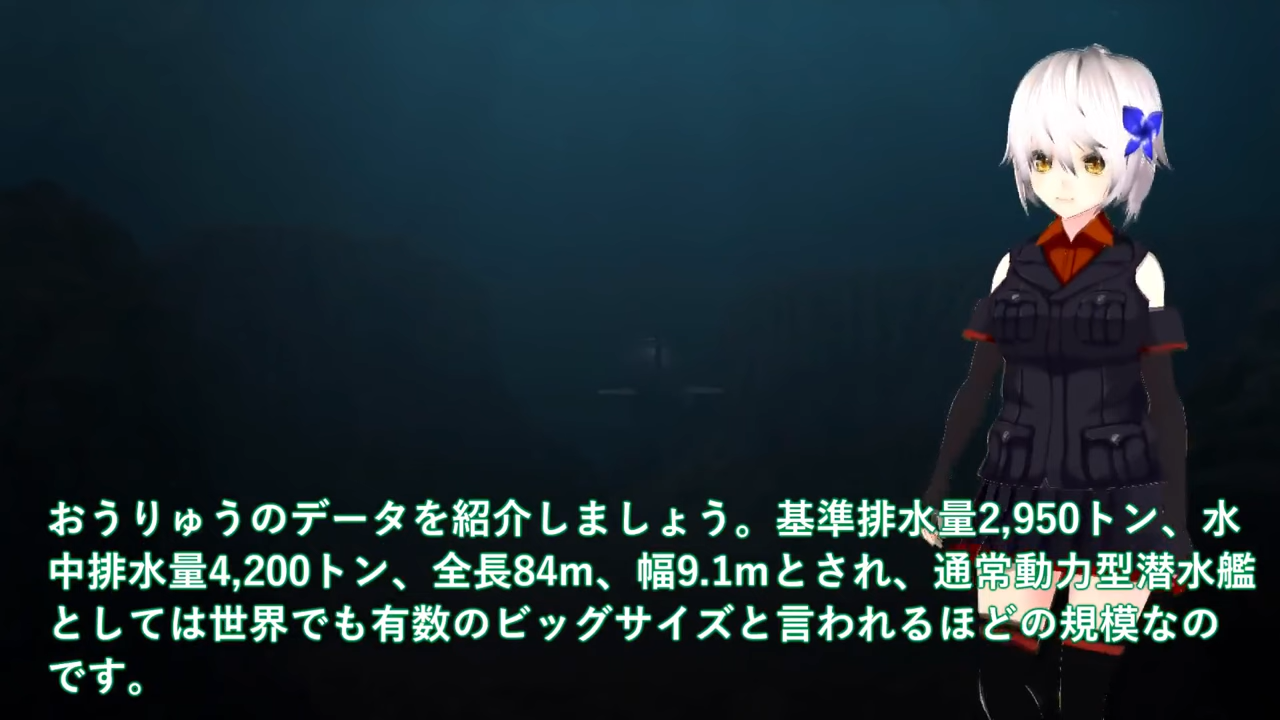 おうりゅうのデータを紹介しましょう。基準排水量2,950トン、水
中排水量4,200トン、全長84m、幅9.1mとされ、通常動力型潜水艦
としては世界でも有数のビッグサイズと言われるほどの規模なの
です。